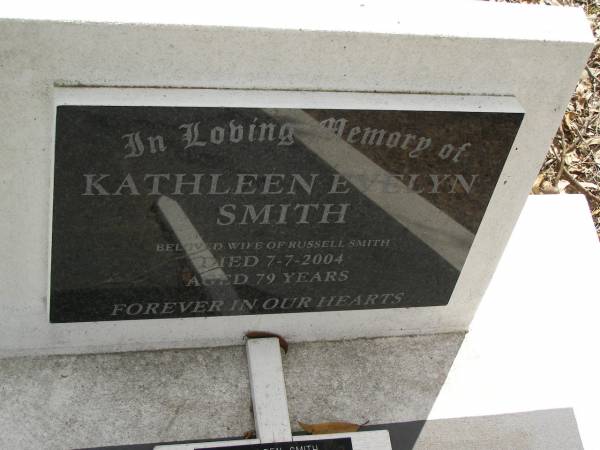 In Loving Memory of
KATHLEEN EVELYN
SMITH
BELOVED WIFE OF RUSSELL SMITH
DIED 7-7-2004
AGED 79 YEARS
FOREVER IN OUR HEARTS
SMITH